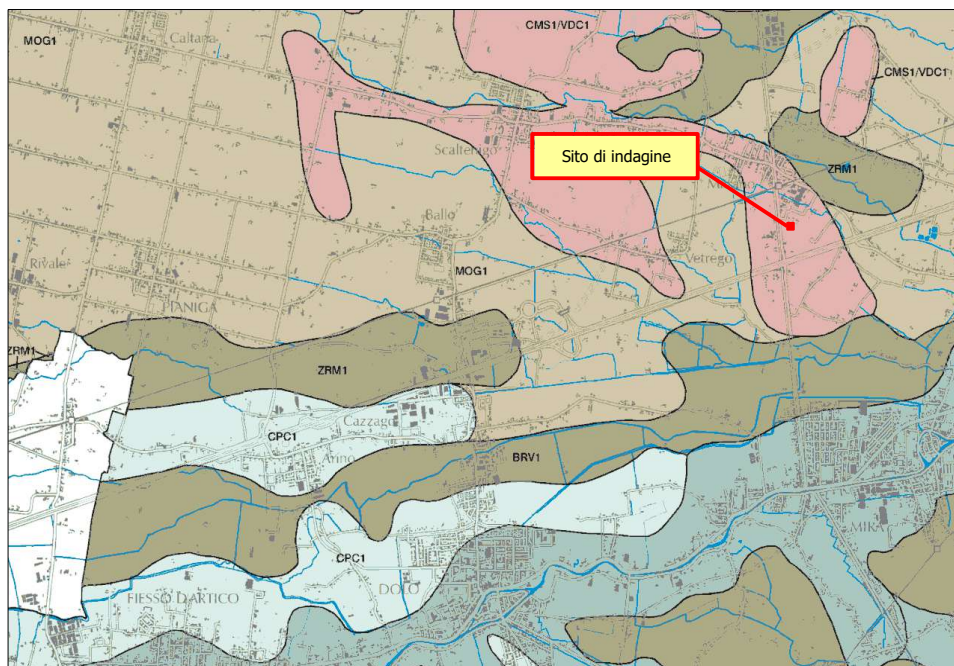 CMS1/VDC1
MOG1
Caltana
CMS1/VDC1
Scaltenigo
Sito di indagine
ZRM1
Ballò
Vetrego
MOG1
Rivale
PIANIGA
ZRM1
ZRM1
Cazzago
CPC1
Arino
BRV1
MIRA
CPC1
DOLO
FIESSO D'ARTICO